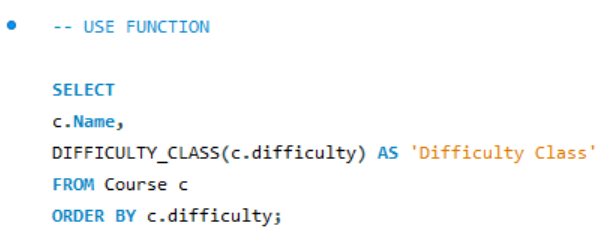 -- USE FUNCTION
SELECT
c.Name,
DIFFICULTY_CLASS(c.difficulty) AS 'Difficulty Class'
FROM Course c
ORDER BY c.difficulty;